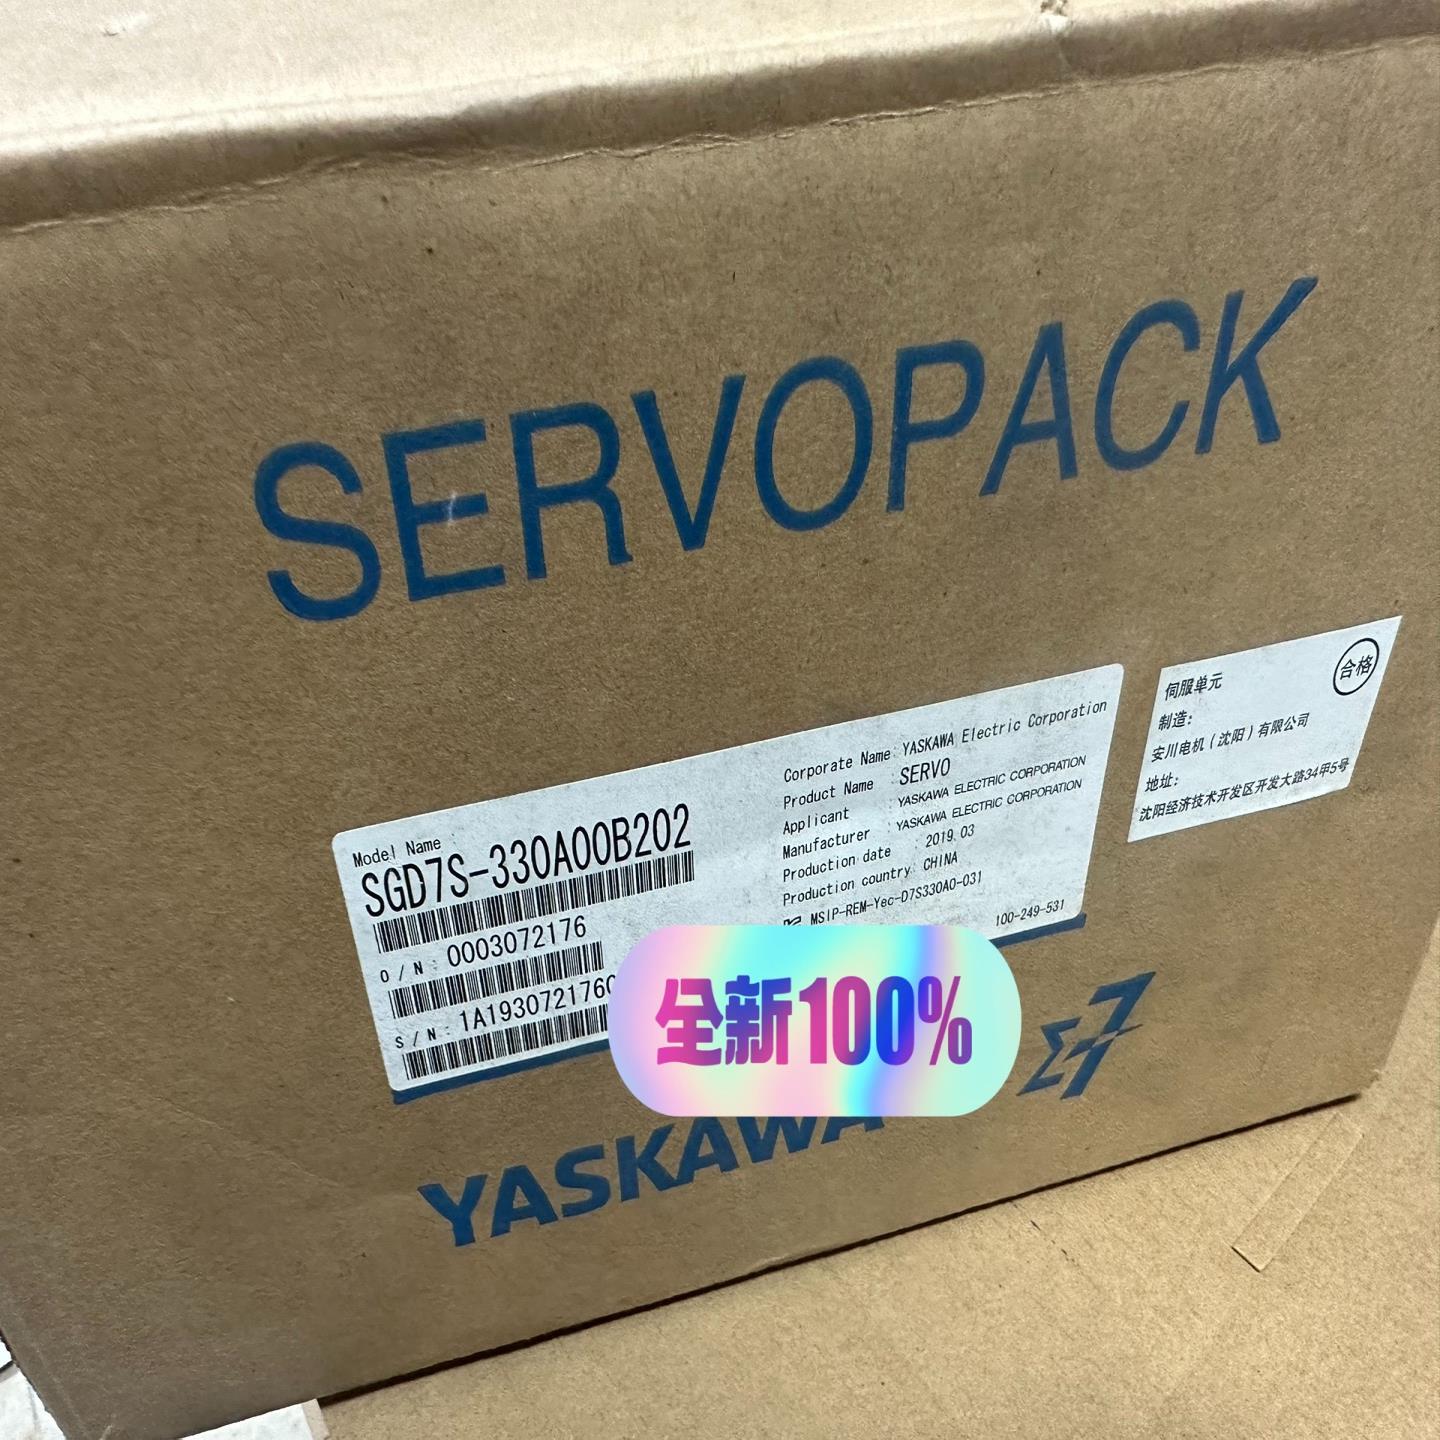 SERVOPACK
Model Name
SGD7S-330A00B202
O/N: 0003072176
S/N: 1A193072176
Corporate Name YASKAWA Electric Corporation
Product Name : SERVO
Applicant : YASKAWA ELECTRIC CORPORATION
Manufacturer : YASKAWA ELECTRIC CORPORATION
Production date : 2019.03
Production country: CHINA
MSIP-REM-Yec-D7S330A0-031
100-249-531
合格
伺服单元
制造:
安川电机(沈阳)有限公司
地址:
沈阳经济技术开发区开发大路34甲5号
全新100%
Σ-7
YASKAWA